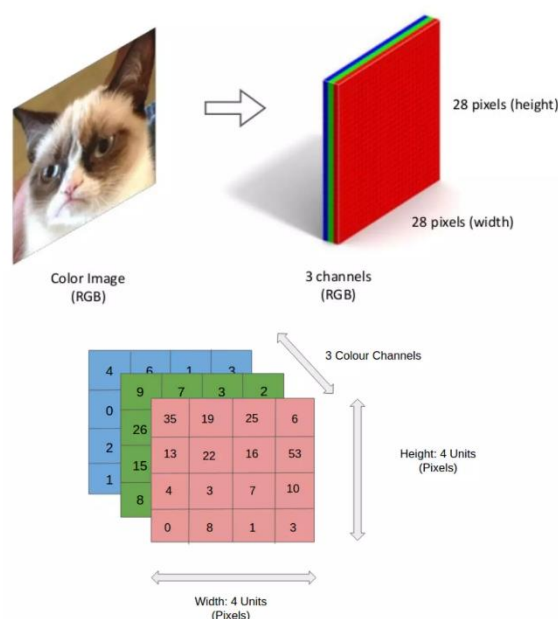 28 pixels (height)
28 pixels (width)
Color Image
(RGB)
3 channels
(RGB)
3 Colour Channels
4 6 1 3
9 7 3 2
0
35 19 25 6
26
13 22 16 53
Height: 4 Units
(Pixels)
2
15
4 3 7 10
1
8
0 8 1 3
Width: 4 Units
(Pixels)